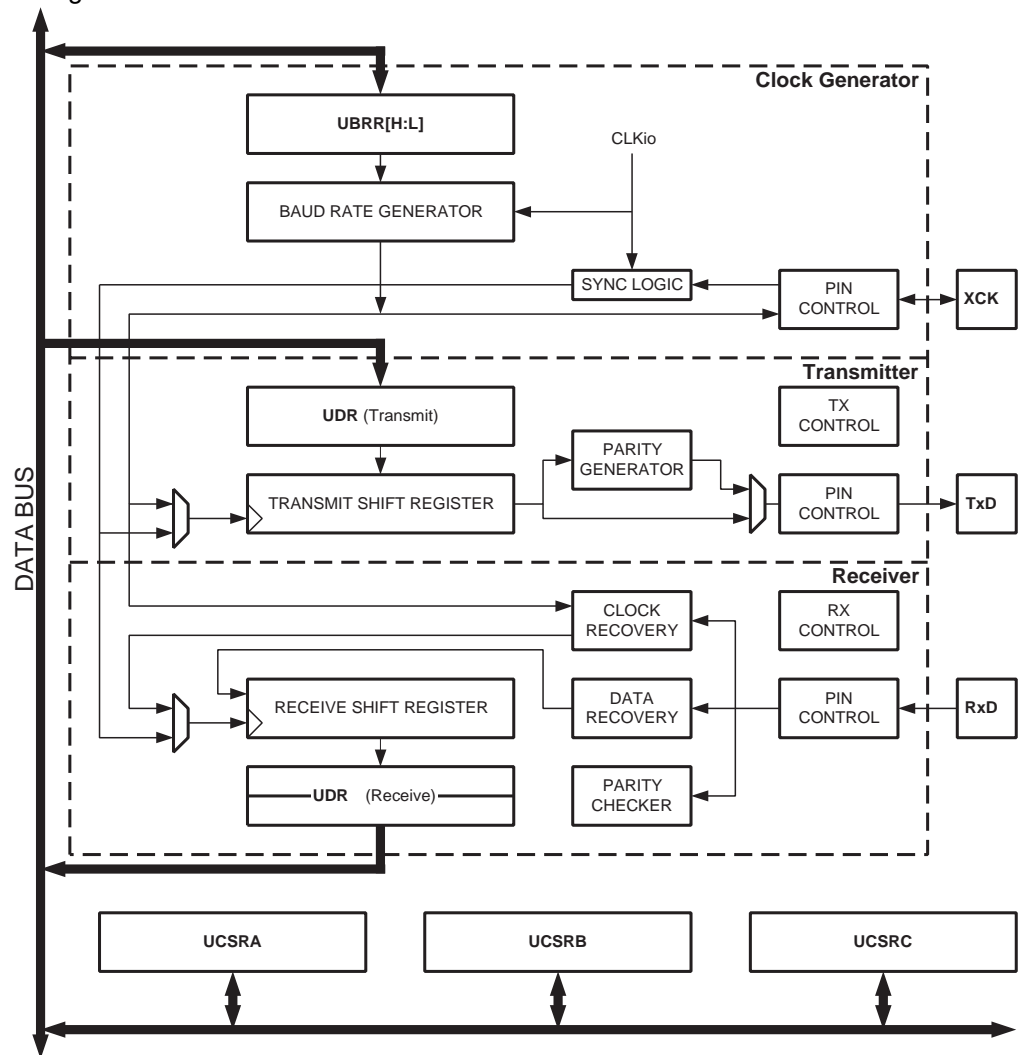 Clock Generator
UBRR[H:L]
CLKio
BAUD RATE GENERATOR
SYNC LOGIC
PIN
CONTROL
XCK
Transmitter
UDR (Transmit)
TX
CONTROL
PARITY
GENERATOR
TRANSMIT SHIFT REGISTER
PIN
CONTROL
TxD
DATA BUS
Receiver
CLOCK
RECOVERY
RX
CONTROL
RECEIVE SHIFT REGISTER
DATA
RECOVERY
PIN
CONTROL
RxD
UDR (Receive)
PARITY
CHECKER
UCSRA
UCSRB
UCSRC